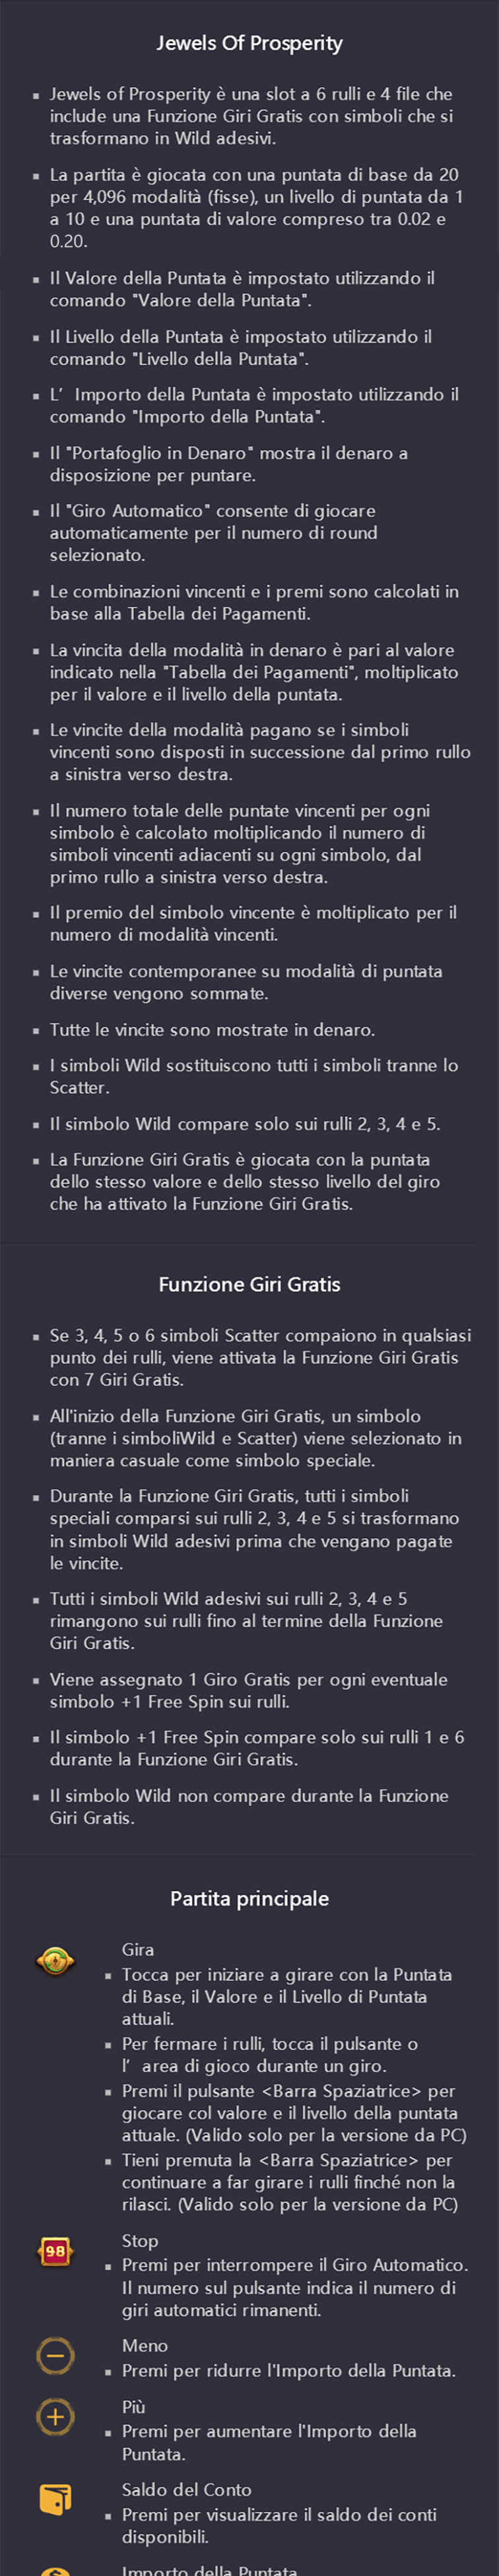 Jewels Of Prosperity
Jewels of Prosperity è una slot a 6 rulli e 4 file che
include una Funzione Giri Gratis con simboli che si
trasformano in Wild adesivi.
La partita è giocata con una puntata di base da 20
per 4,096 modalità (fisse), un livello di puntata da 1
a 10 e una puntata di valore compreso tra 0.02 e
0.20.
Il Valore della Puntata è impostato utilizzando il
comando "Valore della Puntata".
Il Livello della Puntata è impostato utilizzando il
comando "Livello della Puntata".
L’ Importo della Puntata è impostato utilizzando il
comando "Importo della Puntata".
Il "Portafoglio in Denaro" mostra il denaro a
disposizione per puntare.
Il "Giro Automatico" consente di giocare
automaticamente per il numero di round
selezionato.
Le combinazioni vincenti e i premi sono calcolati in
base alla Tabella dei Pagamenti.
La vincita della modalità in denaro è pari al valore
indicato nella "Tabella dei Pagamenti", moltiplicato
per il valore e il livello della puntata.
Le vincite della modalità pagano se i simboli
vincenti sono disposti in successione dal primo rullo
a sinistra verso destra.
Il numero totale delle puntate vincenti per ogni
simbolo è calcolato moltiplicando il numero di
simboli vincenti adiacenti su ogni simbolo, dal
primo rullo a sinistra verso destra.
Il premio del simbolo vincente è moltiplicato per il
numero di modalità vincenti.
Le vincite contemporanee su modalità di puntata
diverse vengono sommate.
Tutte le vincite sono mostrate in denaro.
I simboli Wild sostituiscono tutti i simboli tranne lo
Scatter.
Il simbolo Wild compare solo sui rulli 2, 3, 4 e 5.
La Funzione Giri Gratis è giocata con la puntata
dello stesso valore e dello stesso livello del giro
che ha attivato la Funzione Giri Gratis.
Funzione Giri Gratis
Se 3, 4, 5 o 6 simboli Scatter compaiono in qualsiasi
punto dei rulli, viene attivata la Funzione Giri Gratis
con 7 Giri Gratis.
All'inizio della Funzione Giri Gratis, un simbolo
(tranne i simboliWild e Scatter) viene selezionato in
maniera casuale come simbolo speciale.
Durante la Funzione Giri Gratis, tutti i simboli
speciali comparsi sui rulli 2, 3, 4 e 5 si trasformano
in simboli Wild adesivi prima che vengano pagate
le vincite.
Tutti i simboli Wild adesivi sui rulli 2, 3, 4 e 5
rimangono sui rulli fino al termine della Funzione
Giri Gratis.
Viene assegnato 1 Giro Gratis per ogni eventuale
simbolo +1 Free Spin sui rulli.
Il simbolo +1 Free Spin compare solo sui rulli 1 e 6
durante la Funzione Giri Gratis.
Il simbolo Wild non compare durante la Funzione
Giri Gratis.
Partita principale
Gira
Tocca per iniziare a girare con la Puntata
di Base, il Valore e il Livello di Puntata
attuali.
Per fermare i rulli, tocca il pulsante o
l’ area di gioco durante un giro.
Premi il pulsante <Barra Spaziatrice> per
giocare col valore e il livello della puntata
attuale. (Valido solo per la versione da PC)
Tieni premuta la <Barra Spaziatrice> per
continuare a far girare i rulli finché non la
rilasci. (Valido solo per la versione da PC)
98
Stop
Premi per interrompere il Giro Automatico.
Il numero sul pulsante indica il numero di
giri automatici rimanenti.
Meno
Premi per ridurre l'Importo della Puntata.
Più
Premi per aumentare l'Importo della
Puntata.
Saldo del Conto
Premi per visualizzare il saldo dei conti
disponibili.
Importo della Puntata